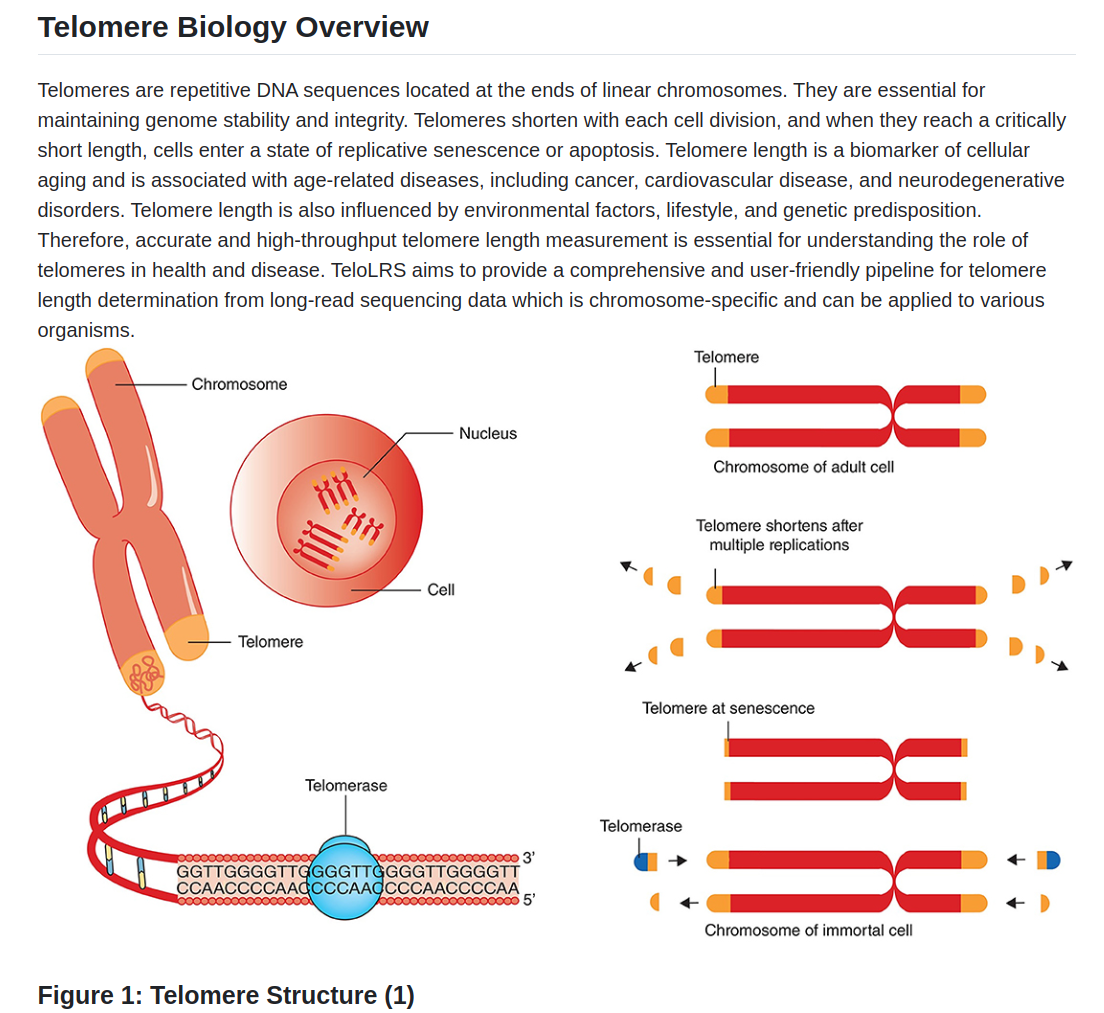 Telomere Biology Overview
Telomeres are repetitive DNA sequences located at the ends of linear chromosomes. They are essential for
maintaining genome stability and integrity. Telomeres shorten with each cell division, and when they reach a critically
short length, cells enter a state of replicative senescence or apoptosis. Telomere length is a biomarker of cellular
aging and is associated with age-related diseases, including cancer, cardiovascular disease, and neurodegenerative
disorders. Telomere length is also influenced by environmental factors, lifestyle, and genetic predisposition.
Therefore, accurate and high-throughput telomere length measurement is essential for understanding the role of
telomeres in health and disease. TeloLRS aims to provide a comprehensive and user-friendly pipeline for telomere
length determination from long-read sequencing data which is chromosome-specific and can be applied to various
organisms.
Chromosome
Nucleus
Cell
Telomere
Telomerase
3’
GGTTGGGGTTGGGGTTGGGGTTGGGGTT
CCAACCCCAACCCCAACCCCAACCCCAA
5’
Telomere
Chromosome of adult cell
Telomere shortens after
multiple replications
Telomere at senescence
Telomerase
Chromosome of immortal cell
Figure 1: Telomere Structure (1)